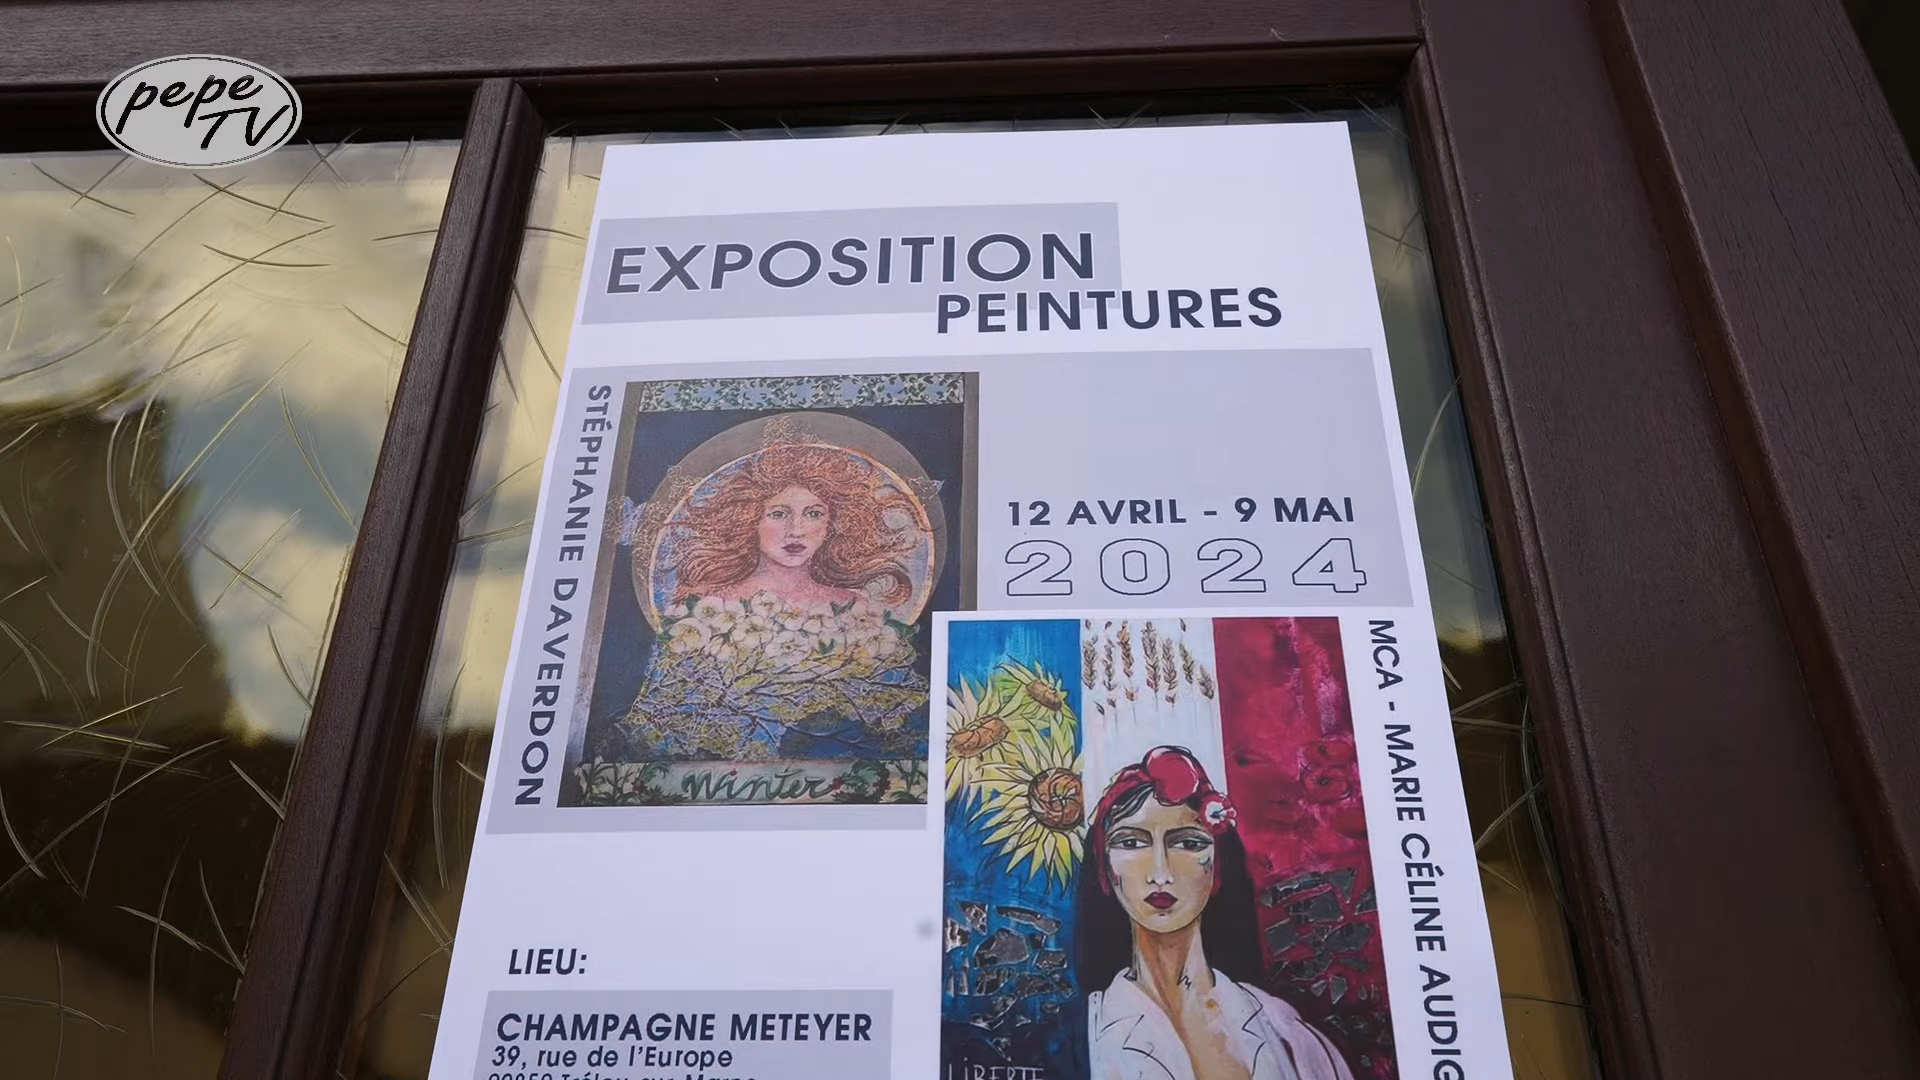 pepe
TV
EXPOSITION
PEINTURES
STÉPHANIE DAVERDON
12 AVRIL - 9 MAI
2024
Winter
MCA - MARIE CÉLINE
LIEU:
CHAMPAGNE METEYER
39, rue de l'Europe
LIBERTE